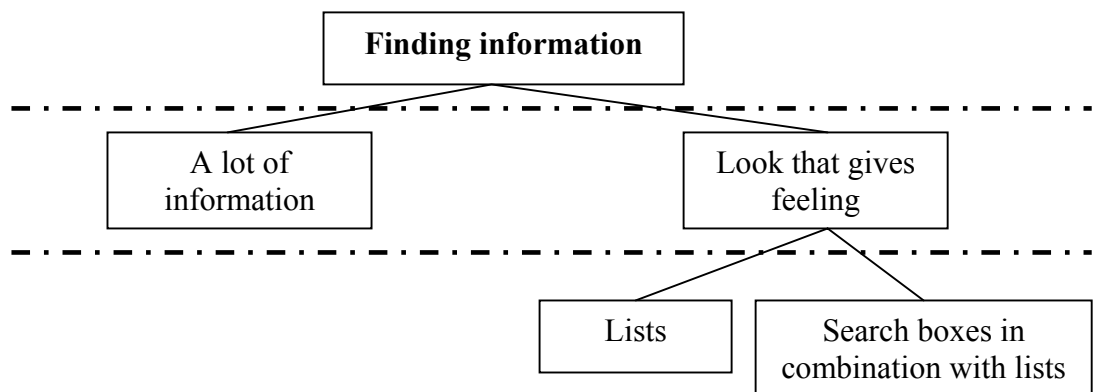 Finding information
A lot of
information
Look that gives
feeling
Lists
Search boxes in
combination with lists